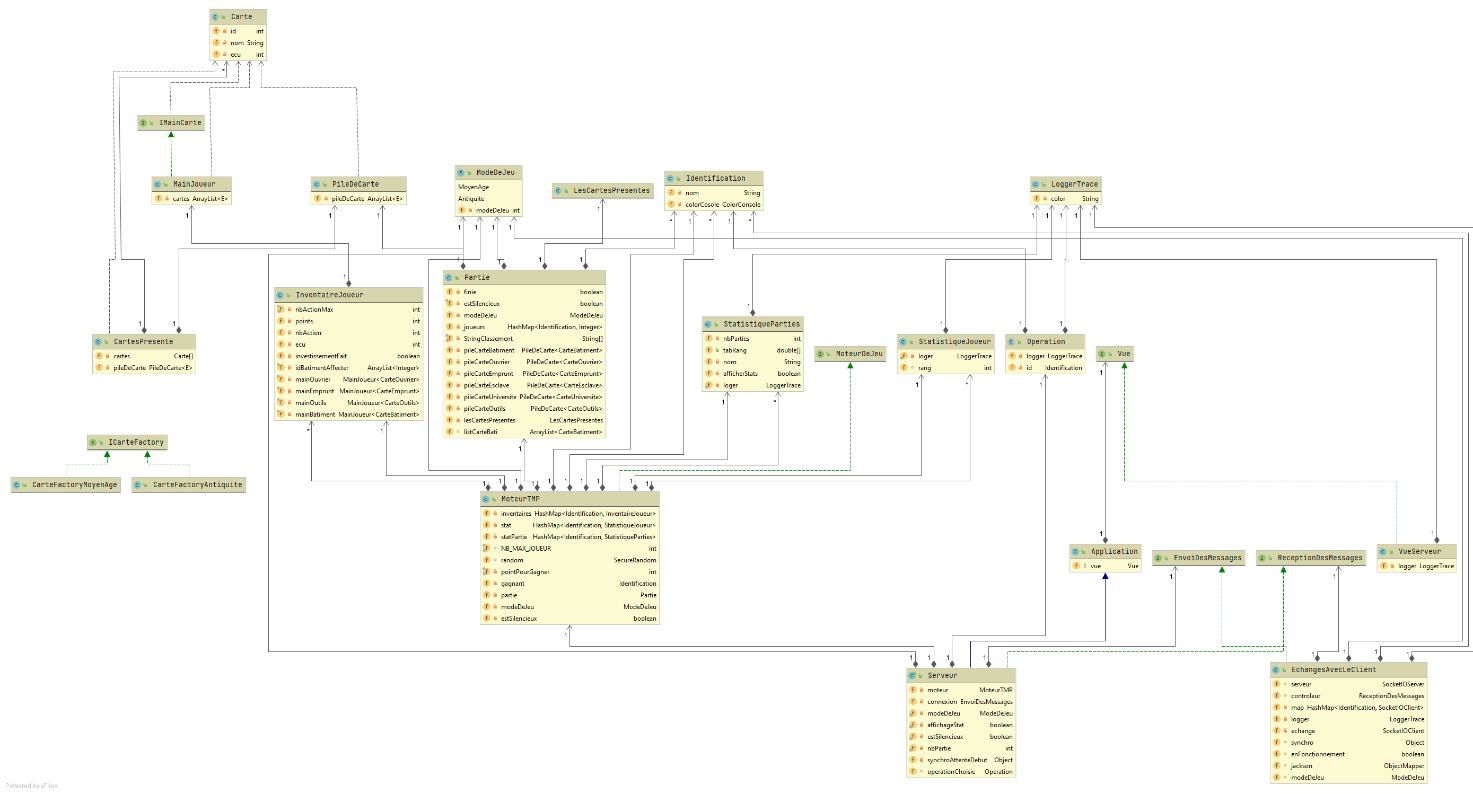 Carte
id int
nom String
ecu int
IMainCarte
MainJoueur
cartes ArrayList<E>
PileDeCarte
pileDeCarte ArrayList<E>
ModeDeJeu
MoyenAge
Antiquite
modeDeJeu int
LesCartesPresentes
Identification
nom String
colorCosole ColorConsole
LoggerTrace
color String
InventaireJoueur
nbActionMax int
points int
nbAction int
ecu int
investissementFait boolean
idBatimentAffecter ArrayList<Integer>
mainOuvrier MainJoueur<CarteOuvrier>
mainEmprunt MainJoueur<CarteEmprunt>
mainOutils MainJoueur<CarteOutils>
mainBatiment MainJoueur<CarteBatiment>
Partie
finie boolean
estSilencieux boolean
modeDeJeu ModeDeJeu
joueurs HashMap<Identification, Integer>
StringClassement String[]
pileCarteBatiment PileDeCarte<CarteBatiment>
pileCarteOuvrier PileDeCarte<CarteOuvrier>
pileCarteEmprunt PileDeCarte<CarteEmprunt>
pileCarteEsclave PileDeCarte<CarteEsclave>
pileCarteUniversite PileDeCarte<CarteUniversite>
pileCarteOutils PileDeCarte<CarteOutils>
lesCartesPresentes LesCartesPresentes
listCarteBati ArrayList<CarteBatiment>
CartesPresente
cartes Carte[]
pileDeCarte PileDeCarte<E>
StatistiqueParties
nbParties int
tabRang double[]
nom String
afficherStats boolean
loger LoggerTrace
MoteurDeJeu
StatistiqueJoueur
loger LoggerTrace
rang int
Operation
logger LoggerTrace
id Identification
Vue
ICarteFactory
CarteFactoryMoyenAge
CarteFactoryAntiquite
MoteurTMP
inventaires HashMap<Identification, InventaireJoueur>
stat HashMap<Identification, StatistiqueJoueur>
statPartie HashMap<Identification, StatistiqueParties>
NB_MAX_JOUEUR int
random SecureRandom
pointPourGagner int
gagnant Identification
partie Partie
modeDeJeu ModeDeJeu
estSilencieux boolean
Application
vue Vue
EnvoiDesMessages
ReceptionDesMessages
VueServeur
logger LoggerTrace
Serveur
moteur MoteurTMP
connexion EnvoiDesMessages
modeDeJeu ModeDeJeu
affichageStat boolean
estSilencieux boolean
nbPartie int
synchroAttenteDebut Object
operationChoisie Operation
EchangesAvecLeClient
serveur SocketIOServer
controleur ReceptionDesMessages
map HashMap<Identification, SocketIOClient>
logger LoggerTrace
echange SocketIOClient
synchro Object
enFonctionnement boolean
jackson ObjectMapper
modeDeJeu ModeDeJeu
Powered by yFiles